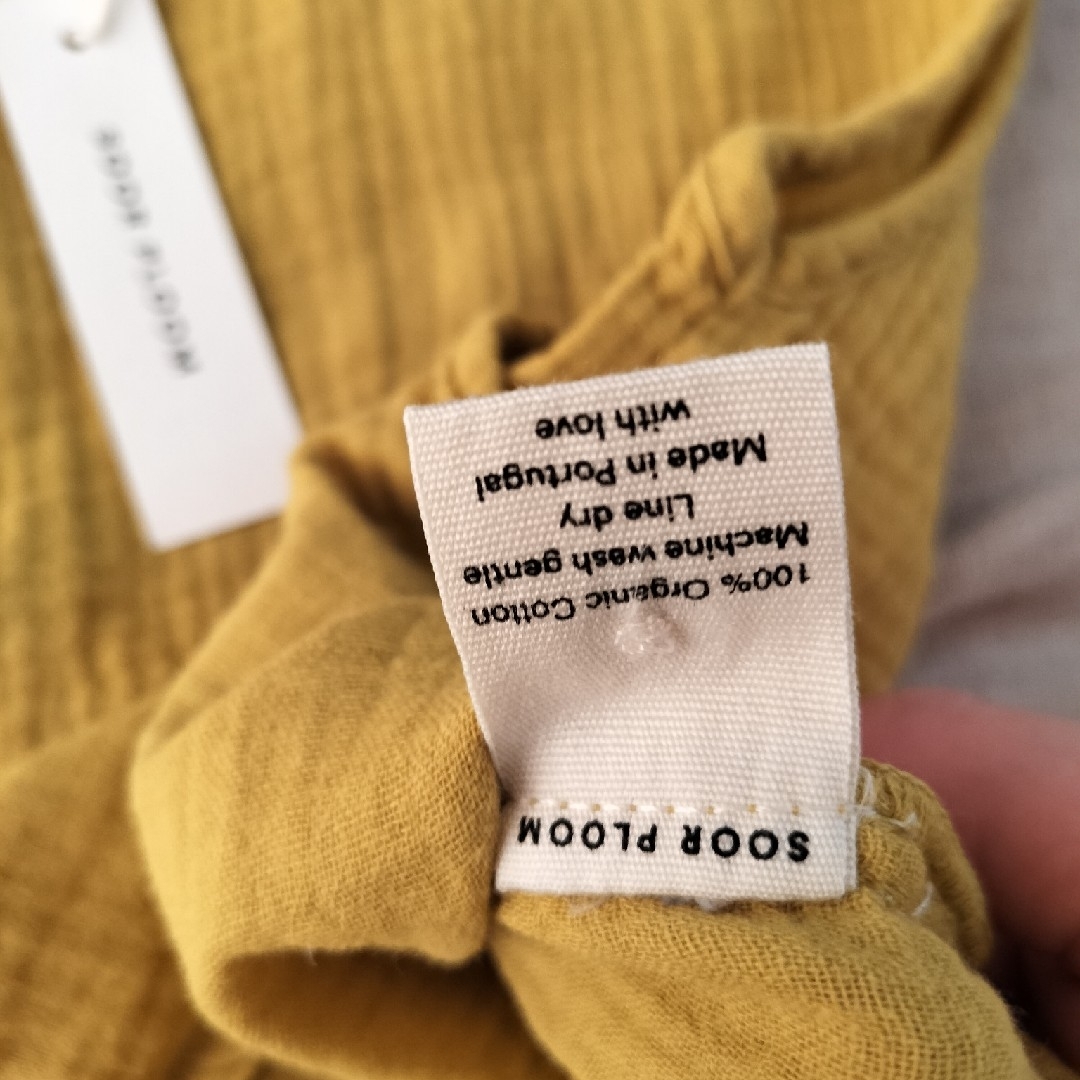 SOOR PLOOM
SOOR PLOOM
100% Organic Cotton
Machine wash gentle
Line dry
Made in Portugal
with love